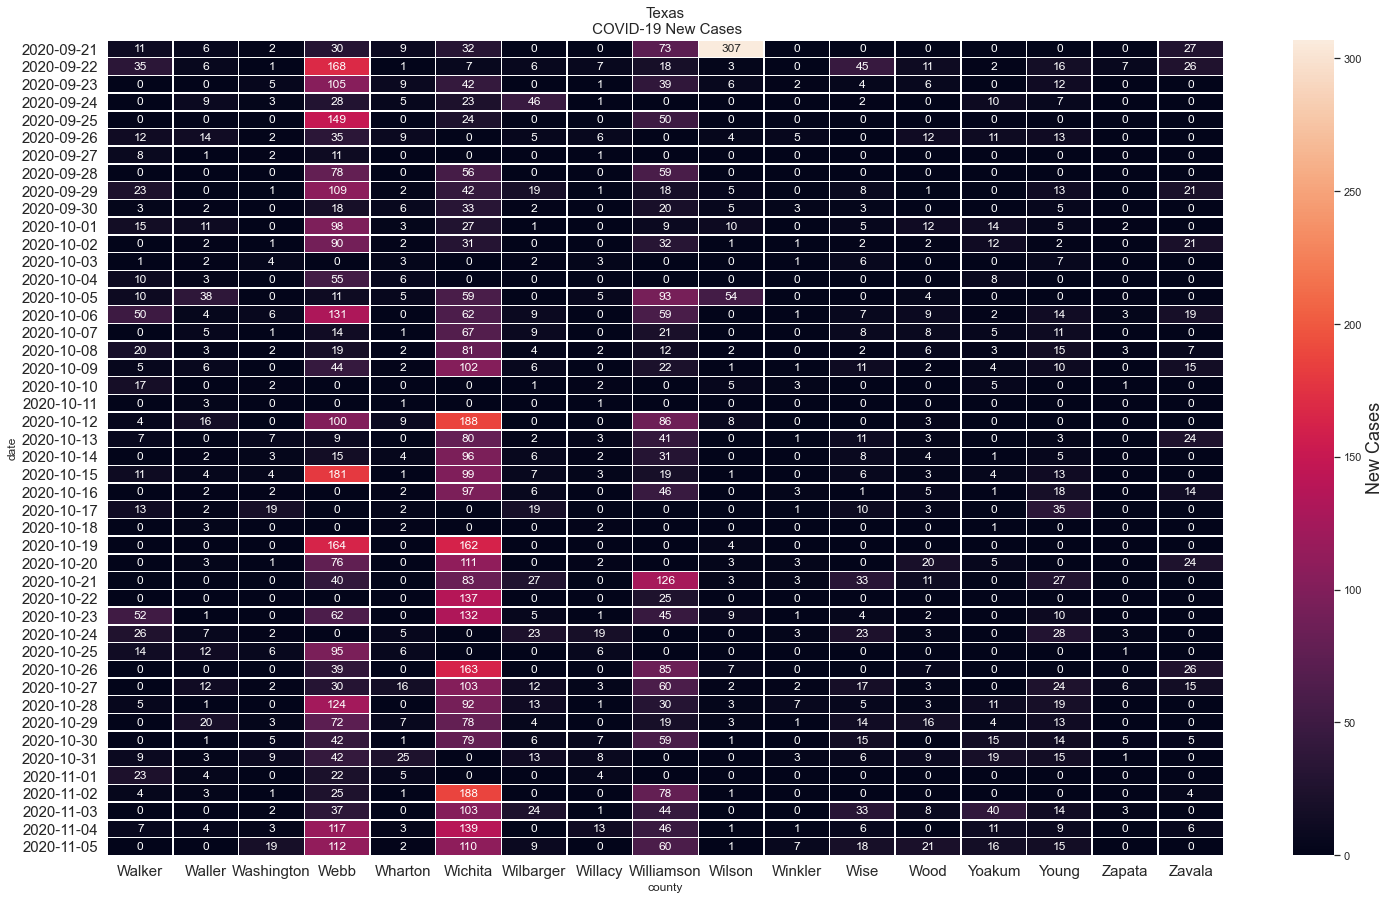 Texas
COVID-19 New Cases
2020-09-21 11 6 2 30 9 32 0 0 73 307 0 0 0 0 0 0 27
2020-09-22 35 6 1 168 1 7 6 7 18 3 0 45 11 2 16 7 26
2020-09-23 0 0 5 105 9 42 0 1 39 6 2 4 6 0 12 0 0
2020-09-24 0 9 3 28 5 23 46 1 0 0 0 2 0 10 7 0 0
2020-09-25 0 0 0 149 0 24 0 0 50 0 0 0 0 0 0 0 0
2020-09-26 12 14 2 35 9 0 5 6 0 4 5 0 12 11 13 0 0
2020-09-27 8 1 2 11 0 0 0 1 0 0 0 0 0 0 0 0 0
2020-09-28 0 0 0 78 0 56 0 0 59 0 0 0 0 0 0 0 0
2020-09-29 23 0 1 109 2 42 19 1 18 5 0 8 1 0 13 0 21
2020-09-30 3 2 0 18 6 33 2 0 20 5 3 3 0 0 5 0 0
2020-10-01 15 11 0 98 3 27 1 0 9 10 0 5 12 14 5 2 0
2020-10-02 0 2 1 90 2 31 0 0 32 1 1 2 2 12 2 0 21
2020-10-03 1 2 4 0 3 0 2 3 0 0 1 6 0 0 7 0 0
2020-10-04 10 3 0 55 6 0 0 0 0 0 0 0 0 8 0 0 0
2020-10-05 10 38 0 11 5 59 0 5 93 54 0 0 4 0 0 0 0
2020-10-06 50 4 6 131 0 62 9 0 59 0 1 7 9 2 14 3 19
2020-10-07 0 5 1 14 1 67 9 0 21 0 0 8 8 5 11 0 0
2020-10-08 20 3 2 19 2 81 4 2 12 2 0 2 6 3 15 3 7
2020-10-09 5 6 0 44 2 102 6 0 22 1 1 11 2 4 10 0 15
2020-10-10 17 0 2 0 0 0 1 2 0 5 3 0 0 5 0 1 0
2020-10-11 0 3 0 0 1 0 0 1 0 0 0 0 0 0 0 0 0
2020-10-12 4 16 0 100 9 188 0 0 86 8 0 0 3 0 0 0 0
2020-10-13 7 0 7 9 0 80 2 3 41 0 1 11 3 0 3 0 24
2020-10-14 0 2 3 15 4 96 6 2 31 0 0 8 4 1 5 0 0
2020-10-15 11 4 4 181 1 99 7 3 19 1 0 6 3 4 13 0 0
2020-10-16 0 2 2 0 2 97 6 0 46 0 3 1 5 1 18 0 14
2020-10-17 13 2 19 0 2 0 19 0 0 0 1 10 3 0 35 0 0
2020-10-18 0 3 0 0 2 0 0 2 0 0 0 0 0 1 0 0 0
2020-10-19 0 0 0 164 0 162 0 0 0 4 0 0 0 0 0 0 0
2020-10-20 0 3 1 76 0 111 0 2 0 3 3 0 20 5 0 0 24
2020-10-21 0 0 0 40 0 83 27 0 126 3 3 33 11 0 27 0 0
2020-10-22 0 0 0 0 0 137 0 0 25 0 0 0 0 0 0 0 0
2020-10-23 52 1 0 62 0 132 5 1 45 9 1 4 2 0 10 0 0
2020-10-24 26 7 2 0 5 0 23 19 0 0 3 23 3 0 28 3 0
2020-10-25 14 12 6 95 6 0 0 6 0 0 0 0 0 0 0 1 0
2020-10-26 0 0 0 39 0 163 0 0 85 7 0 0 7 0 0 0 26
2020-10-27 0 12 2 30 16 103 12 3 60 2 2 17 3 0 24 6 15
2020-10-28 5 1 0 124 0 92 13 1 30 3 7 5 3 11 19 0 0
2020-10-29 0 20 3 72 7 78 4 0 19 3 1 14 16 4 13 0 0
2020-10-30 0 1 5 42 1 79 6 7 59 1 0 15 0 15 14 5 5
2020-10-31 9 3 9 42 25 0 13 8 0 0 3 6 9 19 15 1 0
2020-11-01 23 4 0 22 5 0 0 4 0 0 0 0 0 0 0 0 0
2020-11-02 4 3 1 25 1 188 0 0 78 1 0 0 0 0 0 0 4
2020-11-03 0 0 2 37 0 103 24 1 44 0 0 33 8 40 14 3 0
2020-11-04 7 4 3 117 3 139 0 13 46 1 1 6 0 11 9 0 6
2020-11-05 0 0 19 112 2 110 9 0 60 1 7 18 21 16 15 0 0
Walker Waller Washington Webb Wharton Wichita Wilbarger Willacy Williamson Wilson Winkler Wise Wood Yoakum Young Zapata Zavala
county
date
300
250
200
150
100
50
0
New Cases